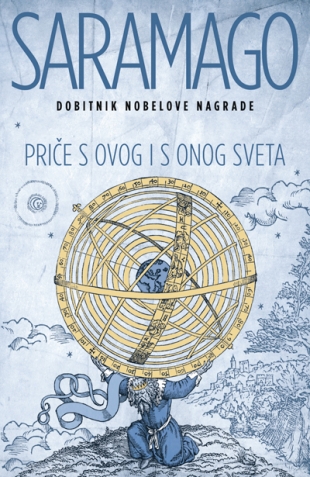 SARAMAGO
DOBITNIK NOBELOVE NAGRADE
PRIČE S OVOG I S ONOG SVETA